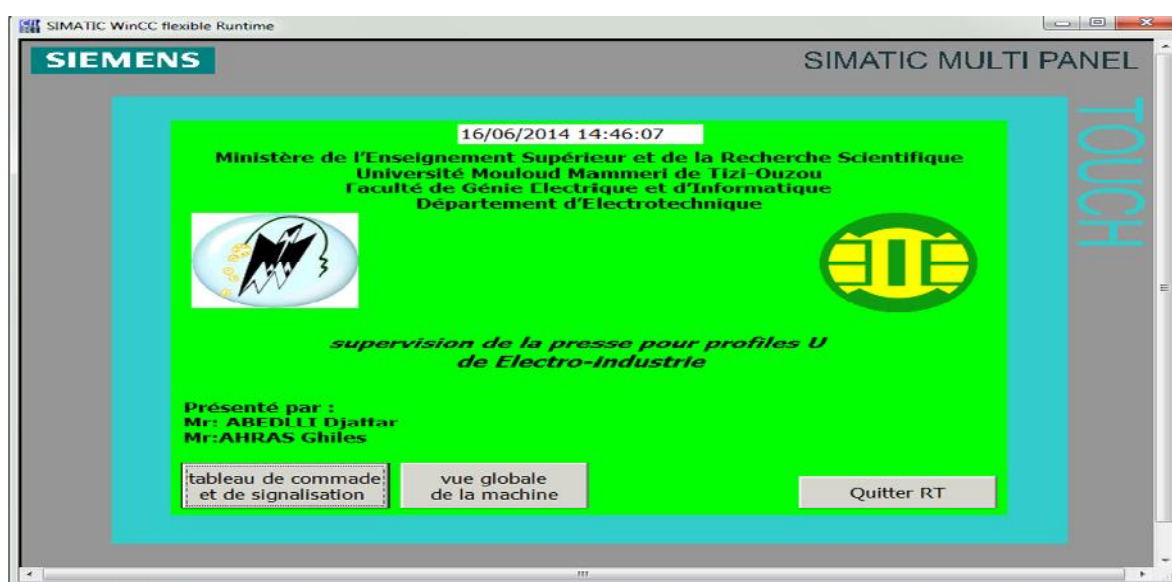 SIMATIC WinCC flexible Runtime
SIEMENS
SIMATIC MULTI PANEL
TOUCH
16/06/2014 14:46:07
Ministère de l'Enseignement Supérieur et de la Recherche Scientifique
Université Mouloud Mammeri de Tizi-Ouzou
Faculté de Génie Electrique et d'Informatique
Département d'Electrotechnique
supervision de la presse pour profiles U
de Electro-industrie
Présenté par :
Mr: Djaffar
Mr:AHRAS Ghiles
tableau de commade
et de signalisation
vue globale
de la machine
Quitter RT